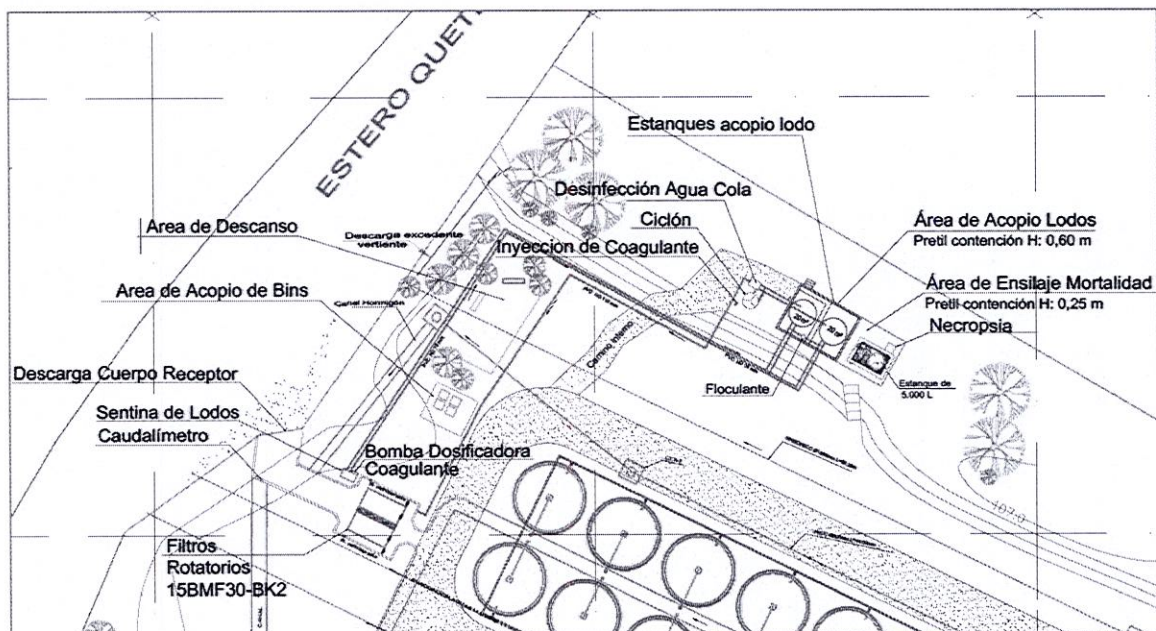 ESTERO QUET
Estanques acopio lodo
Desinfección Agua Cola
Ciclón
Inyeccion de Coagulante
Área de Acopio Lodos
Pretil contención H: 0,60 m
Área de Ensilaje Mortalidad
Pretil contención H: 0,25 m
Necropsia
Estanque de
5.000 L
Floculante
Camino Interno
Area de Descanso
Descarga excedente
vertiente
Area de Acopio de Bins
Canal Hormigón
Descarga Cuerpo Receptor
Sentina de Lodos
Caudalímetro
Bomba Dosificadora
Coagulante
Filtros
Rotatorios
15BMF30-BK2